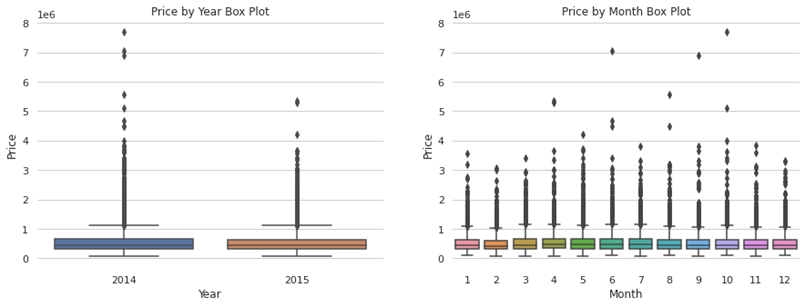 Price by Year Box Plot
1e6
8
7
6
5
4
3
2
1
0
Price
2014 2015
Year
Price by Month Box Plot
1e6
8
7
6
5
4
3
2
1
0
Price
1 2 3 4 5 6 7 8 9 10 11 12
Month